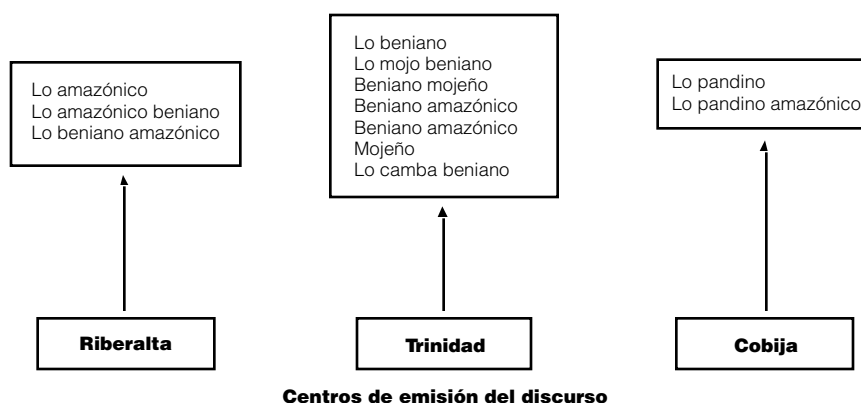 Lo amazónico
Lo amazónico beniano
Lo beniano amazónico
Lo beniano
Lo mojo beniano
Beniano mojeño
Beniano amazónico
Beniano amazónico
Mojeño
Lo camba beniano
Lo pandino
Lo pandino amazónico
Riberalta
Trinidad
Cobija
Centros de emisión del discurso